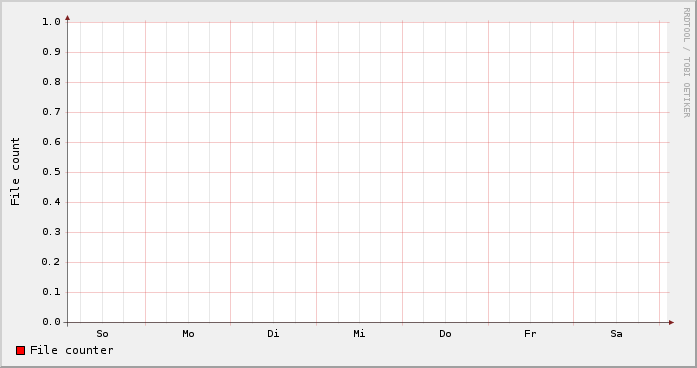 RRDTOOL / TOBI OETIKER
File count
1.0
0.9
0.8
0.7
0.6
0.5
0.4
0.3
0.2
0.1
0.0
So Mo Di Mi Do Fr Sa
File counter